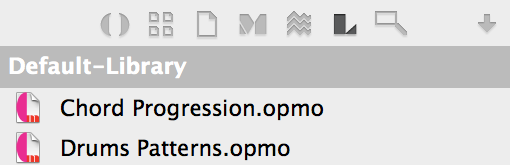 Default-Library
Chord Progression.opmo
Drums Patterns.opmo